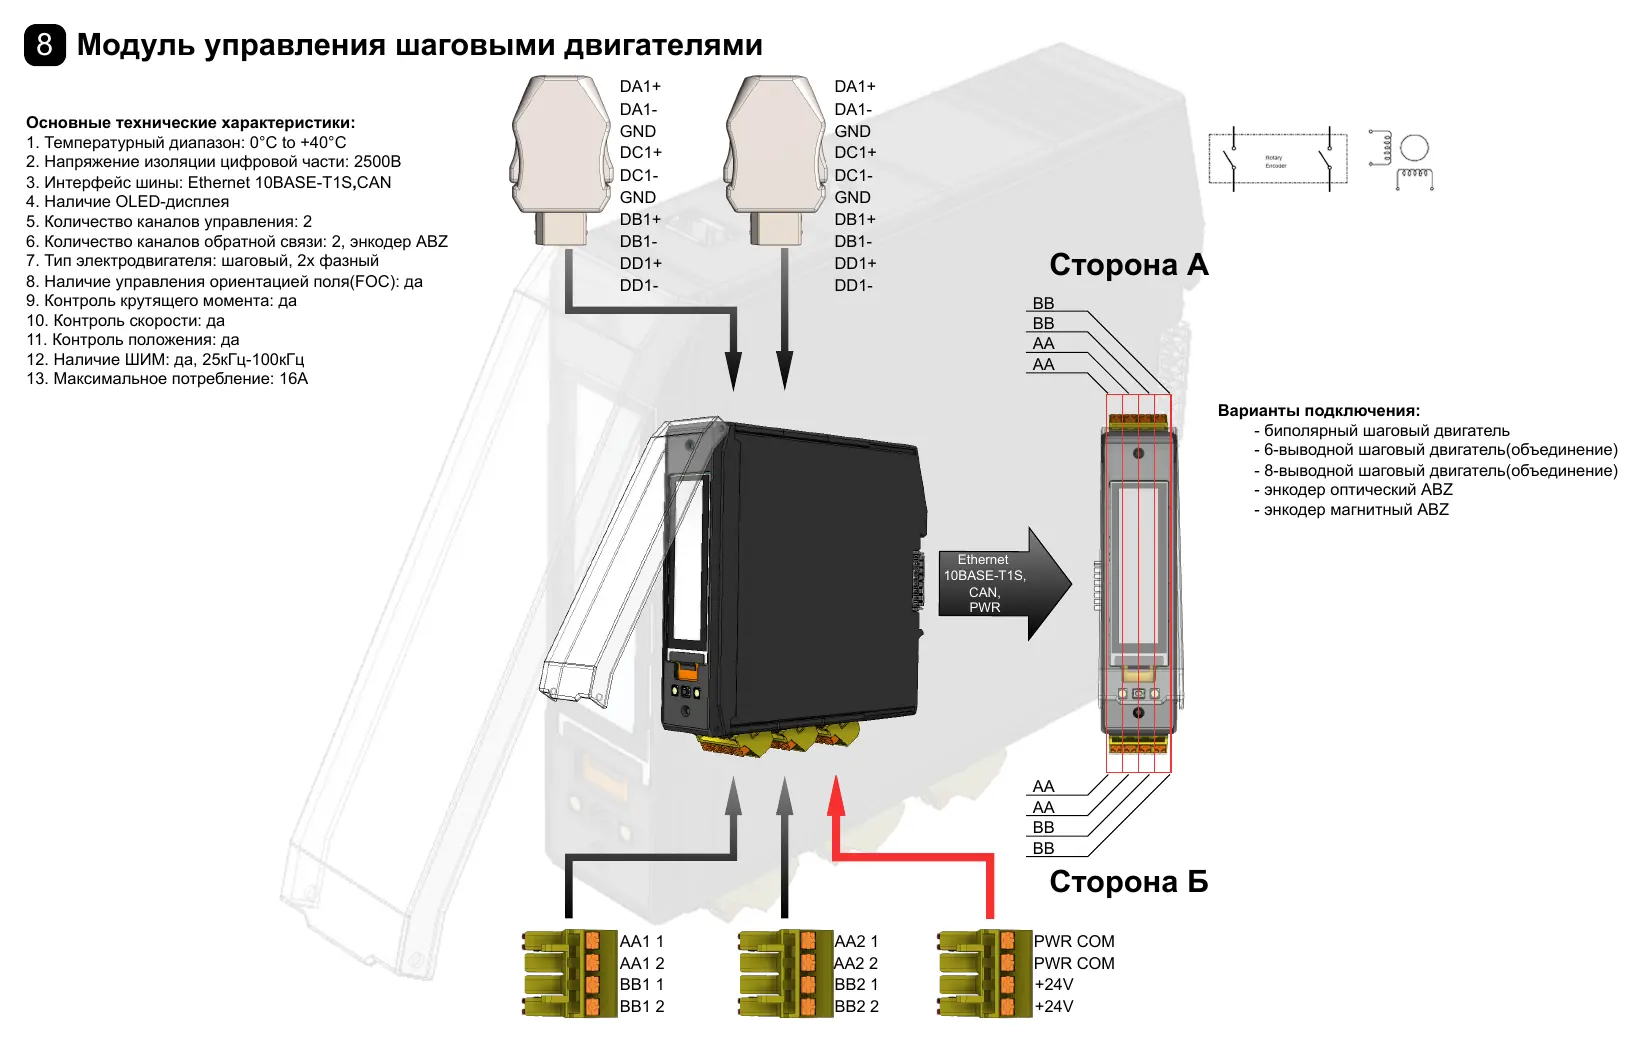 8 Модуль управления шаговыми двигателями
Основные технические характеристики:
1. Температурный диапазон: 0°C to +40°C
2. Напряжение изоляции цифровой части: 2500В
3. Интерфейс шины: Ethernet 10BASE-T1S,CAN
4. Наличие OLED-дисплея
5. Количество каналов управления: 2
6. Количество каналов обратной связи: 2, энкодер ABZ
7. Тип электродвигателя: шаговый, 2х фазный
8. Наличие управления ориентацией поля(FOC): да
9. Контроль крутящего момента: да
10. Контроль скорости: да
11. Контроль положения: да
12. Наличие ШИМ: да, 25кГц-100кГц
13. Максимальное потребление: 16А
DA1+
DA1-
GND
DC1+
DC1-
GND
DB1+
DB1-
DD1+
DD1-
DA1+
DA1-
GND
DC1+
DC1-
GND
DB1+
DB1-
DD1+
DD1-
Rotary
Encoder
Сторона А
BB
BB
AA
AA
Варианты подключения:
- биполярный шаговый двигатель
- 6-выводной шаговый двигатель(объединение)
- 8-выводной шаговый двигатель(объединение)
- энкодер оптический ABZ
- энкодер магнитный ABZ
Ethernet
10BASE-T1S,
CAN,
PWR
AA
AA
BB
BB
Сторона Б
AA1 1
AA1 2
BB1 1
BB1 2
AA2 1
AA2 2
BB2 1
BB2 2
PWR COM
PWR COM
+24V
+24V